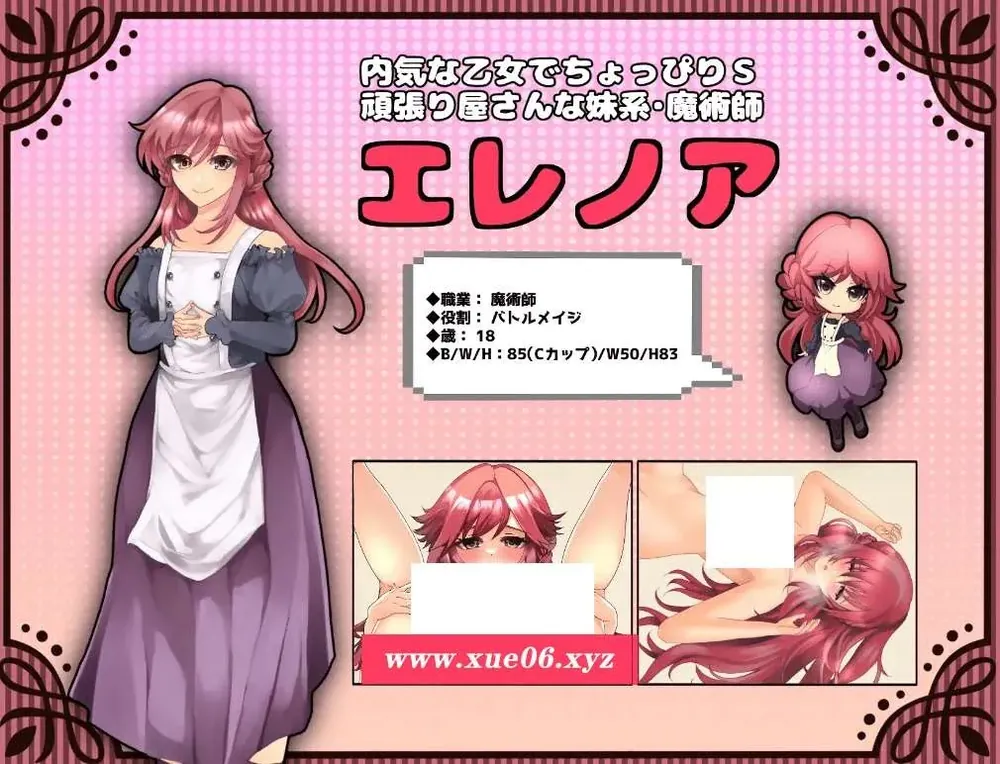 内気な乙女でちょっぴりS
頑張り屋さんな妹系・魔術師
エレノア
◆職業： 魔術師
◆役割： バトルメイジ
◆歳： 18
◆B/W/H：85(Cカップ)/W50/H83
www.xue06.xyz